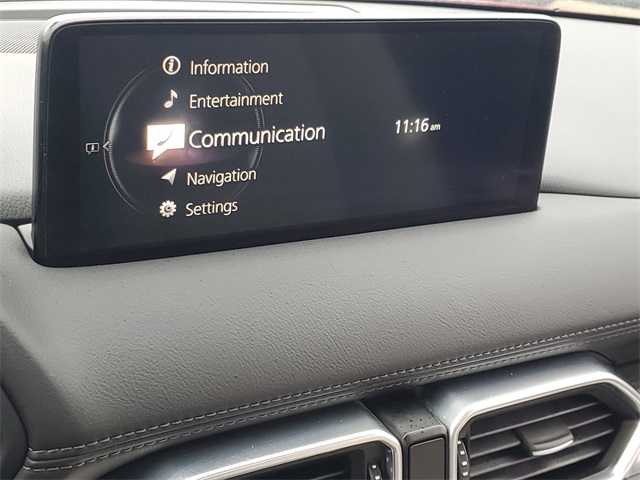 Information
Entertainment
Communication
11:16 am
Navigation
Settings